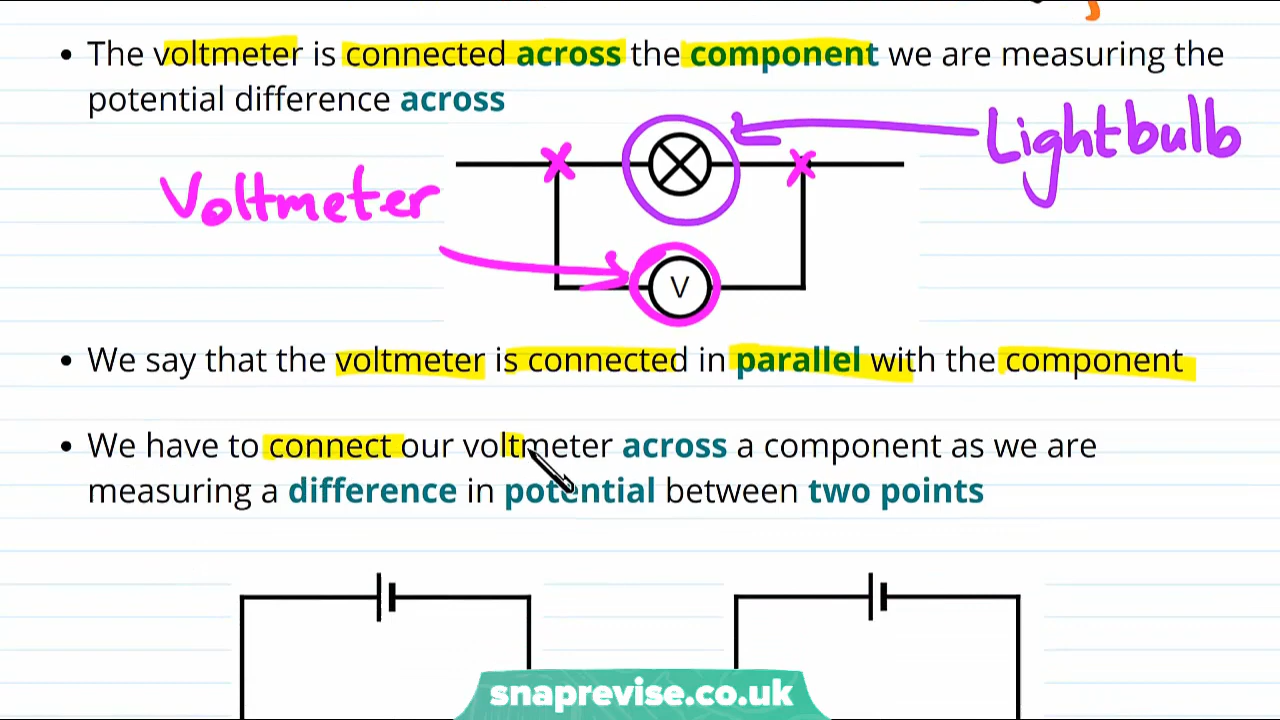 • The voltmeter is connected across the component we are measuring the
potential difference across
Lightbulb
Voltmeter
V
• We say that the voltmeter is connected in parallel with the component
• We have to connect our voltmeter across a component as we are
measuring a difference in potential between two points
snaprevise.co.uk